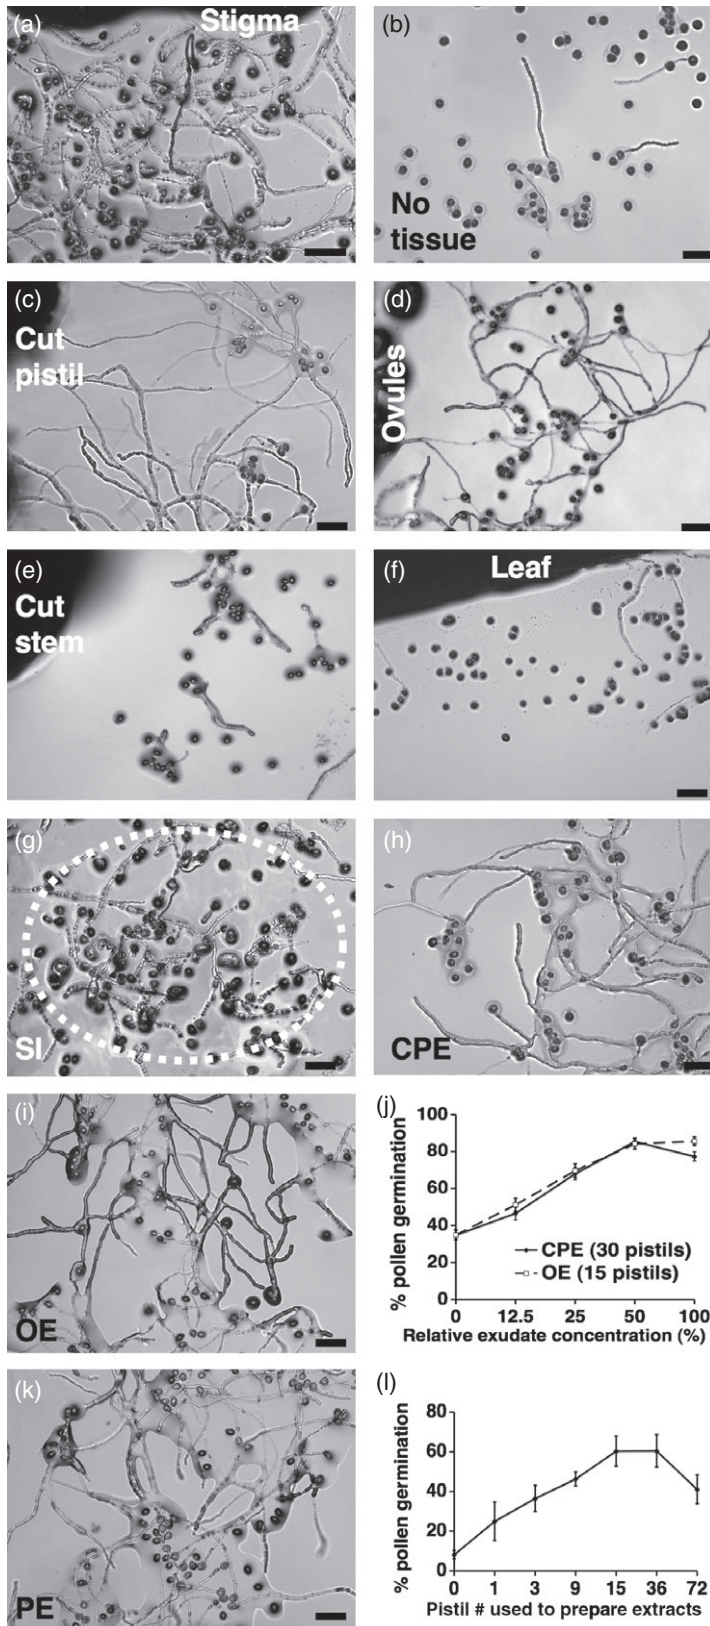 (a)
Stigma
(b)
No
tissue
(c)
Cut
pistil
(d)
Ovules
(e)
Cut
stem
(f)
Leaf
(g)
SI
(h)
CPE
(i)
OE
(j)
100
80
60
40
20
0
% pollen germination
CPE (30 pistils)
OE (15 pistils)
0 12.5 25 50 100
Relative exudate concentration (%)
(k)
PE
(l)
80
60
40
20
0
% pollen germination
0 1 3 9 15 36 72
Pistil # used to prepare extracts